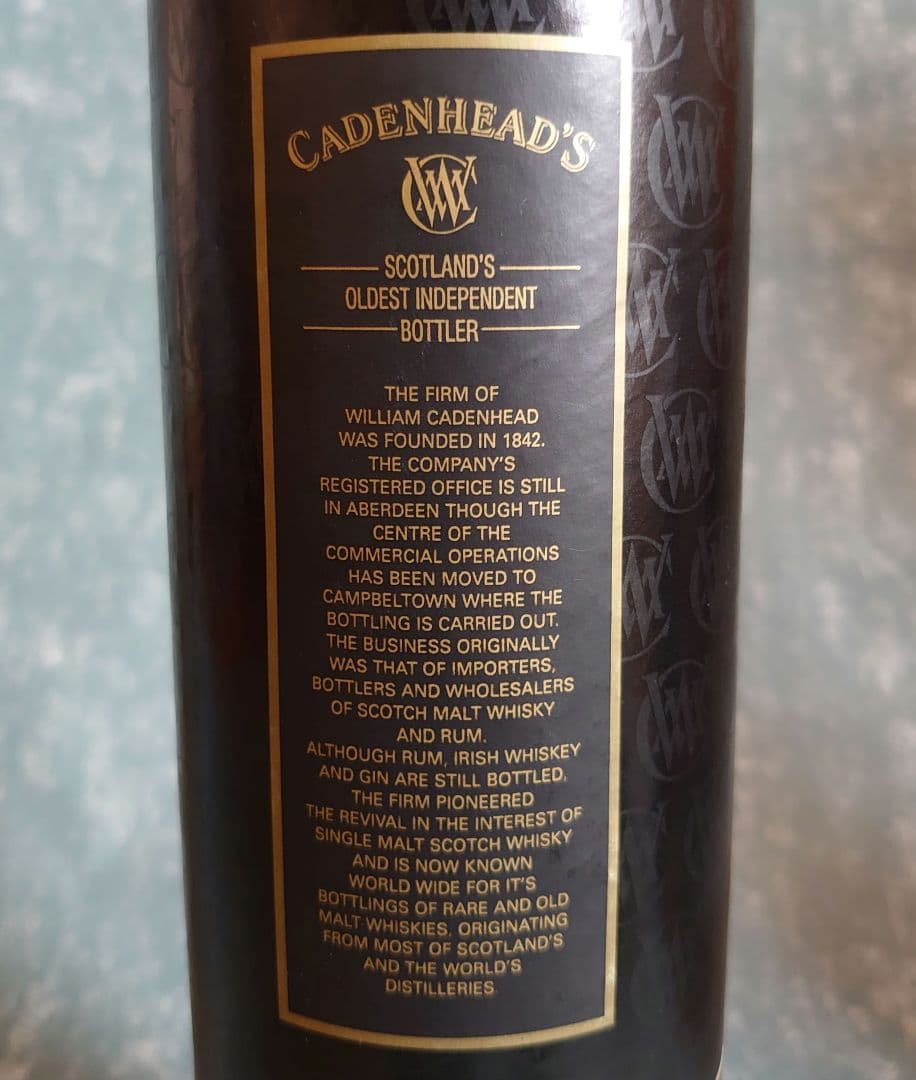 CADENHEAD'S
WC
SCOTLAND'S
OLDEST INDEPENDENT
BOTTLER
THE FIRM OF
WILLIAM CADENHEAD
WAS FOUNDED IN 1842.
THE COMPANY'S
REGISTERED OFFICE IS STILL
IN ABERDEEN THOUGH THE
CENTRE OF THE
COMMERCIAL OPERATIONS
HAS BEEN MOVED TO
CAMPBELTOWN WHERE THE
BOTTLING IS CARRIED OUT.
THE BUSINESS ORIGINALLY
WAS THAT OF IMPORTERS,
BOTTLERS AND WHOLESALERS
OF SCOTCH MALT WHISKY
AND RUM.
ALTHOUGH RUM, IRISH WHISKEY
AND GIN ARE STILL BOTTLED,
THE FIRM PIONEERED
THE REVIVAL IN THE INTEREST OF
SINGLE MALT SCOTCH WHISKY
AND IS NOW KNOWN
WORLD WIDE FOR IT'S
BOTTLINGS OF RARE AND OLD
MALT WHISKIES, ORIGINATING
FROM MOST OF SCOTLAND'S
AND THE WORLD'S
DISTILLERIES